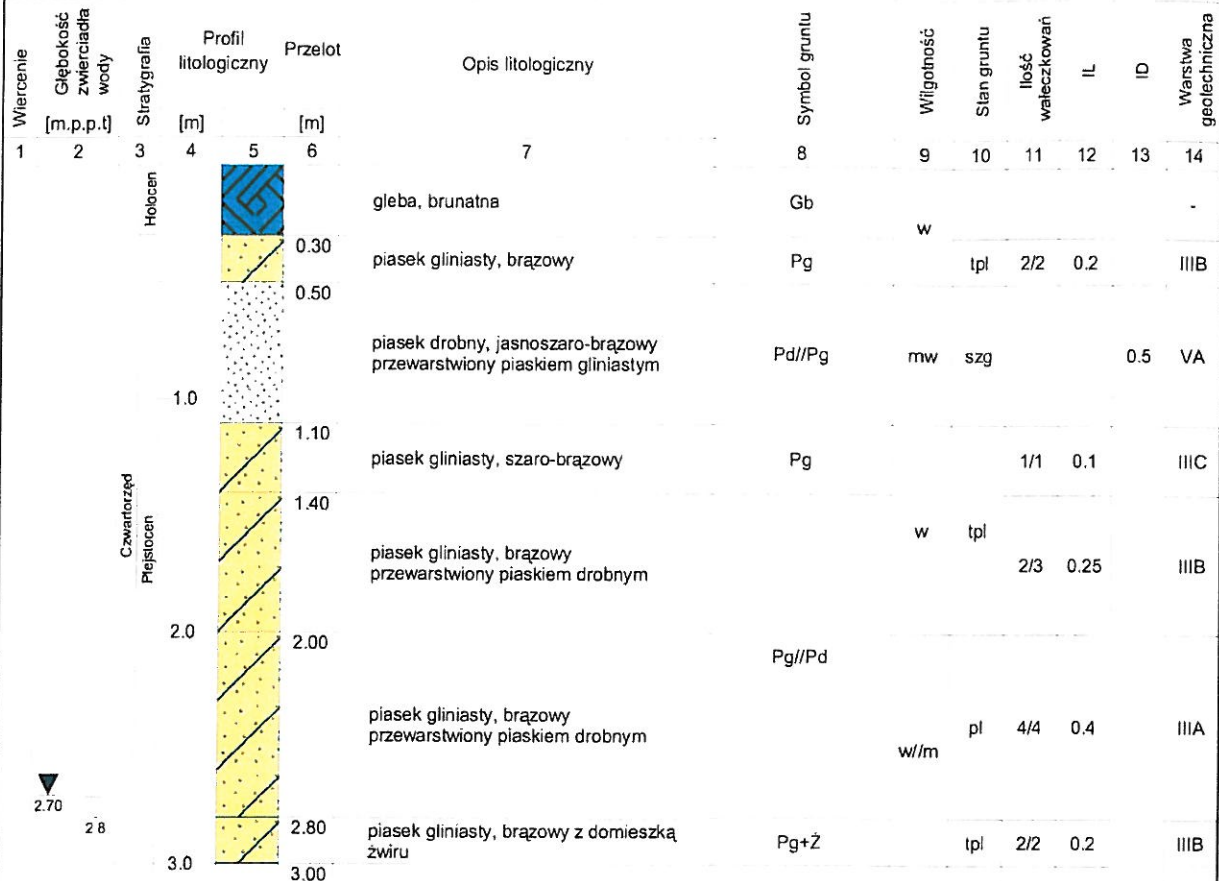 Wiercenie
Głębokość zwierciadła wody
[m.p.p.t]
Stratygrafia
Profil litologiczny
[m]
Przelot
[m]
Opis litologiczny
Symbol gruntu
Wilgotność
Stan gruntu
Ilość wałeczkowań
IL
ID
Warstwa geotechniczna
1 2 3 4 5 6 7 8 9 10 11 12 13 14
Holocen
gleba, brunatna Gb -
w
0.30
piasek gliniasty, brązowy Pg tpl 2/2 0.2 IIIB
0.50
piasek drobny, jasnoszaro-brązowy
przewarstwiony piaskiem gliniastym
Pd//Pg mw szg 0.5 VA
1.0
1.10
piasek gliniasty, szaro-brązowy Pg 1/1 0.1 IIIC
1.40
Czwartorzęd
Plejstocen
w tpl
piasek gliniasty, brązowy
przewarstwiony piaskiem drobnym
2/3 0.25 IIIB
2.0
2.00
Pg//Pd
piasek gliniasty, brązowy
przewarstwiony piaskiem drobnym
pl 4/4 0.4 IIIA
w//m
2.70
2.8
2.80
piasek gliniasty, brązowy z domieszką
żwiru
Pg+Ż tpl 2/2 0.2 IIIB
3.0
3.00